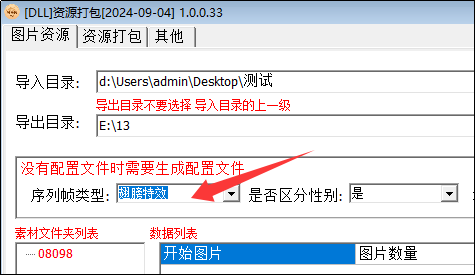 [DLL]资源打包[2024-09-04] 1.0.0.33
图片资源 资源打包 其他
导入目录: d:\Users\admin\Desktop\测试
导出目录不要选择 导入目录的上一级
导出目录: E:\13
没有配置文件时需要生成配置文件
序列帧类型: 翅膀特效 是否区分性别: 是
素材文件夹列表 数据列表
08098 开始图片 图片数量